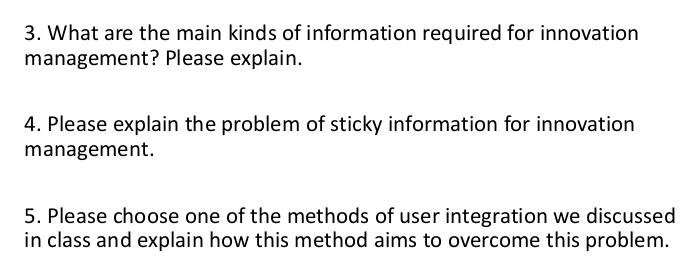 3. What are the main kinds of information required for innovation
management? Please explain.
4. Please explain the problem of sticky information for innovation
management.
5. Please choose one of the methods of user integration we discussed
in class and explain how this method aims to overcome this problem.